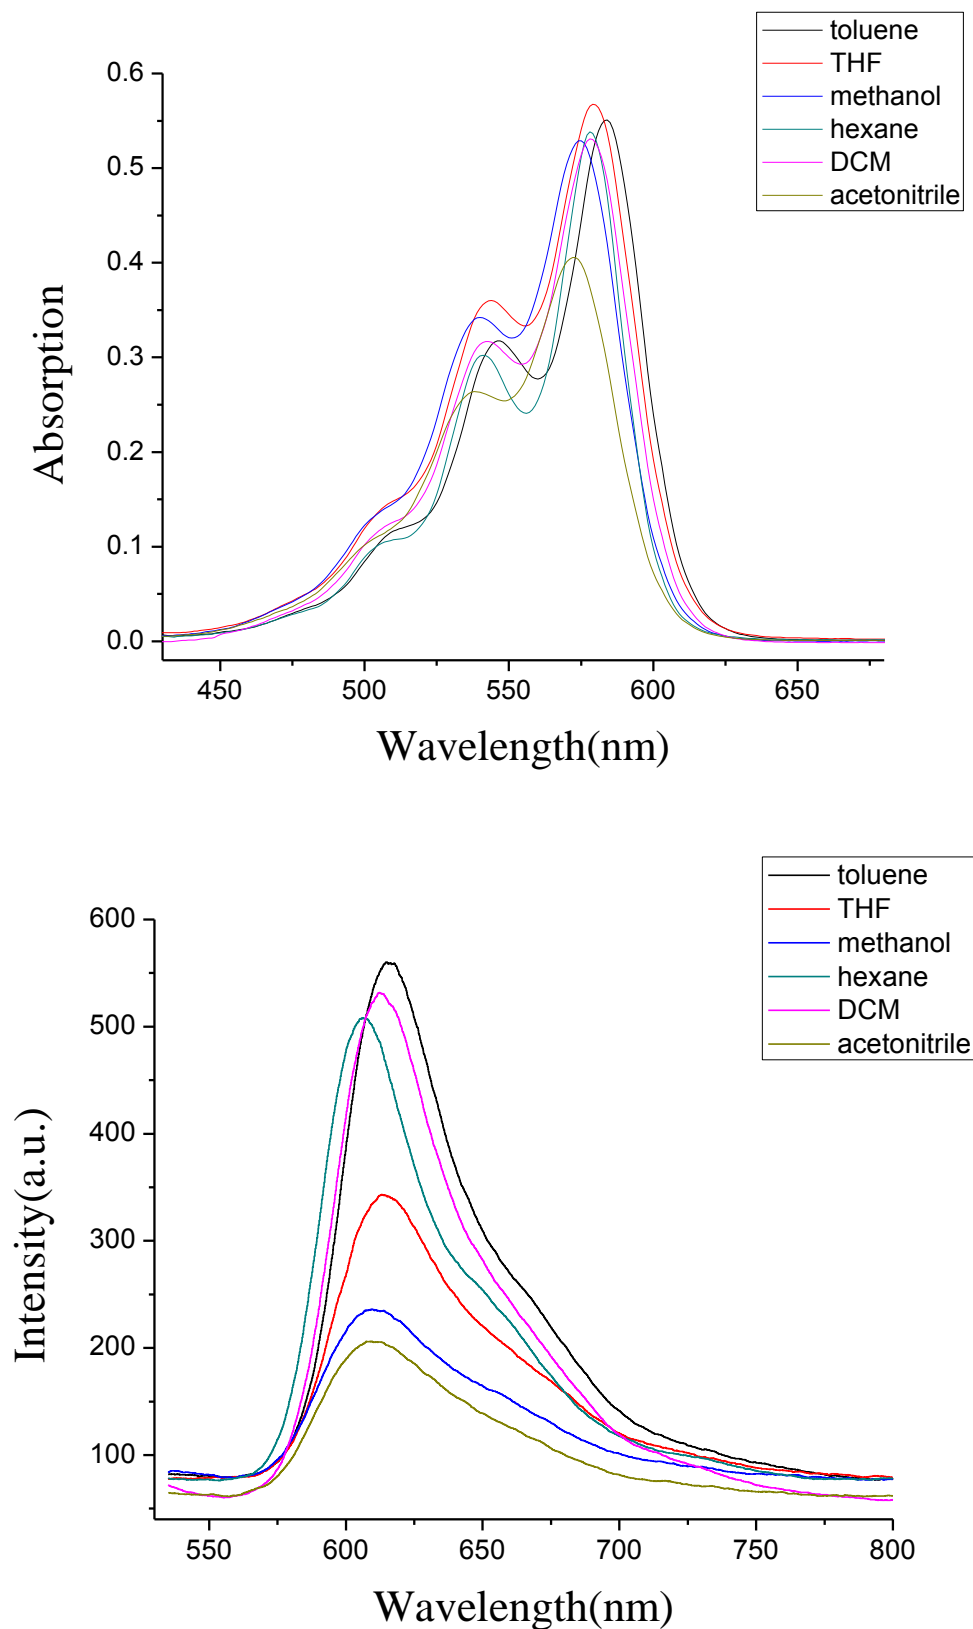 toluene
THF
methanol
hexane
DCM
acetonitrile
0.6
0.5
0.4
0.3
0.2
0.1
0.0
Absorption
450
500
550
600
650
Wavelength(nm)
toluene
THF
methanol
hexane
DCM
acetonitrile
600
500
400
300
200
100
Intensity(a.u.)
550
600
650
700
750
800
Wavelength(nm)